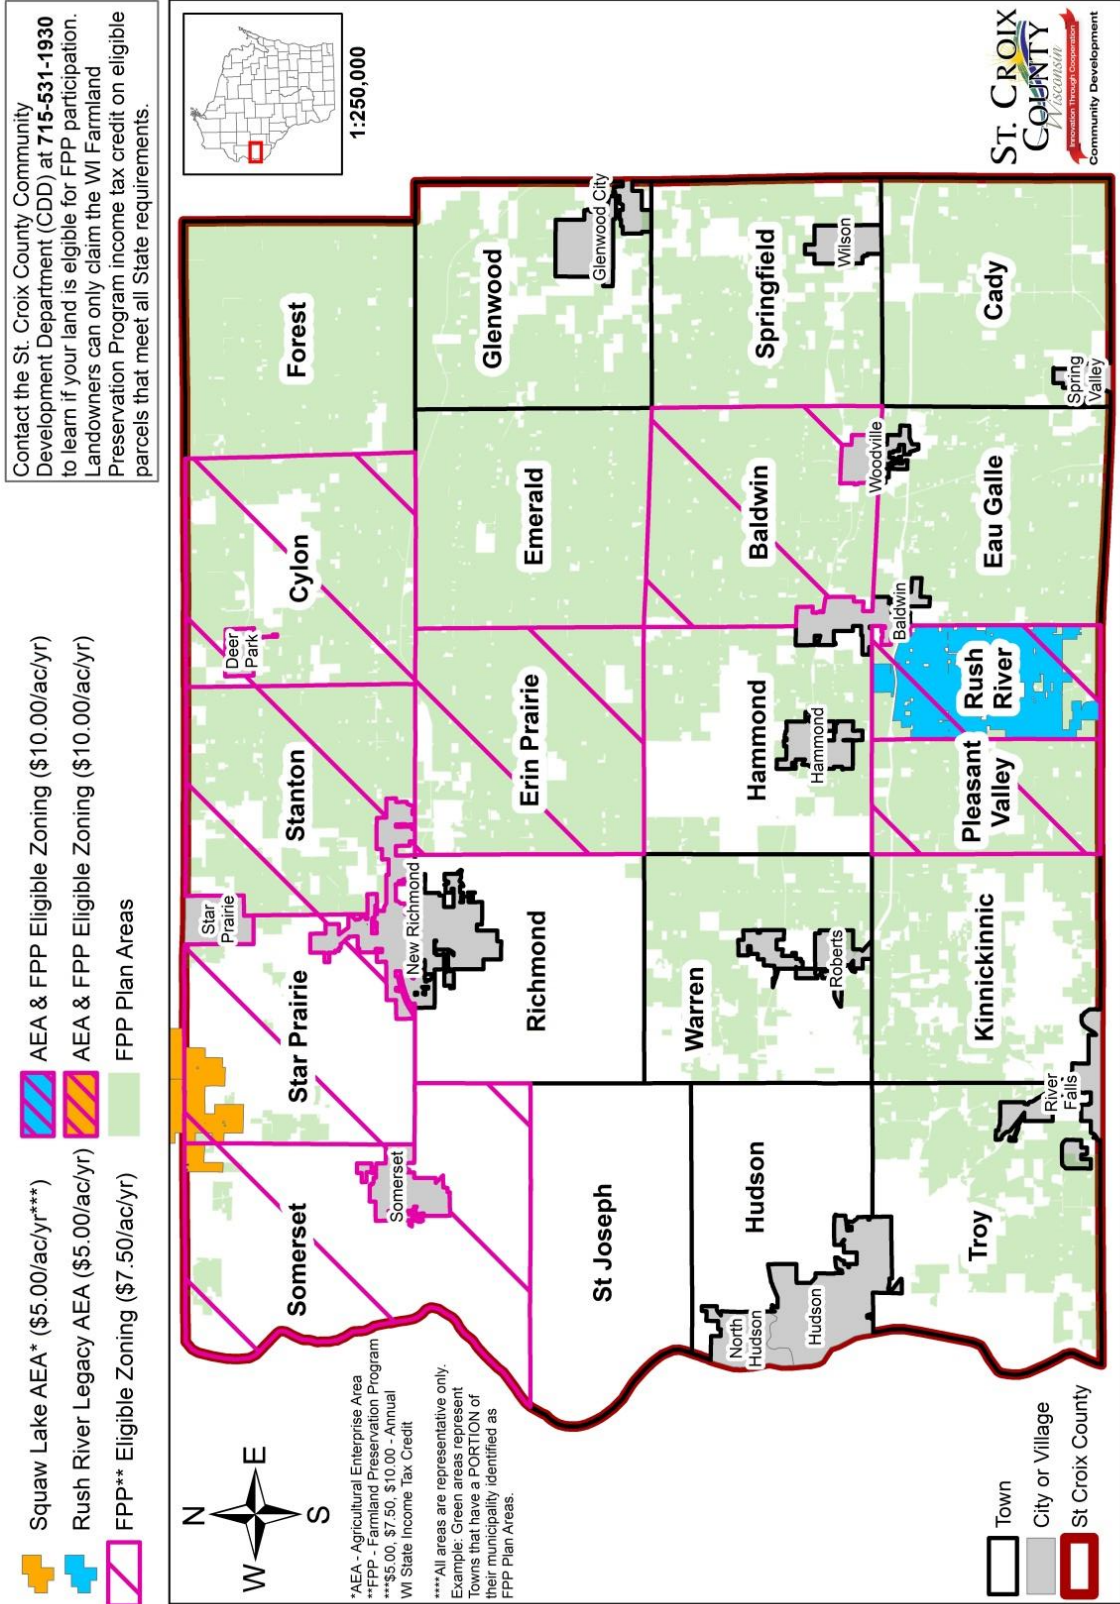 Squaw Lake AEA* ($5.00/ac/yr***)
Rush River Legacy AEA ($5.00/ac/yr)
FPP** Eligible Zoning ($7.50/ac/yr)
AEA & FPP Eligible Zoning ($10.00/ac/yr)
AEA & FPP Eligible Zoning ($10.00/ac/yr)
FPP Plan Areas
Contact the St. Croix County Community
Development Department (CDD) at 715-531-1930
to learn if your land is eligible for FPP participation.
Landowners can only claim the WI Farmland
Preservation Program income tax credit on eligible
parcels that meet all State requirements.
N
W
E
S
*AEA - Agricultural Enterprise Area
**FPP - Farmland Preservation Program
***$5.00, $7.50, $10.00 - Annual
WI State Income Tax Credit
****All areas are representative only.
Example: Green areas represent
Towns that have a PORTION of
their municipality identified as
FPP Plan Areas.
1:250,000
Somerset
Star Prairie
Star
Prairie
Stanton
Deer
Park
Cylon
Forest
Somerset
New Richmond
St Joseph
Richmond
Erin Prairie
Emerald
Glenwood
Glenwood City
North
Hudson
Hudson
Hudson
Warren
Roberts
Hammond
Hammond
Baldwin
Baldwin
Woodville
Springfield
Wilson
Troy
River
Falls
Kinnickinnic
Pleasant
Valley
Rush
River
Eau Galle
Spring
Valley
Cady
Town
City or Village
St Croix County
ST. CROIX
COUNTY
Wisconsin
Innovation Through Cooperation
Community Development